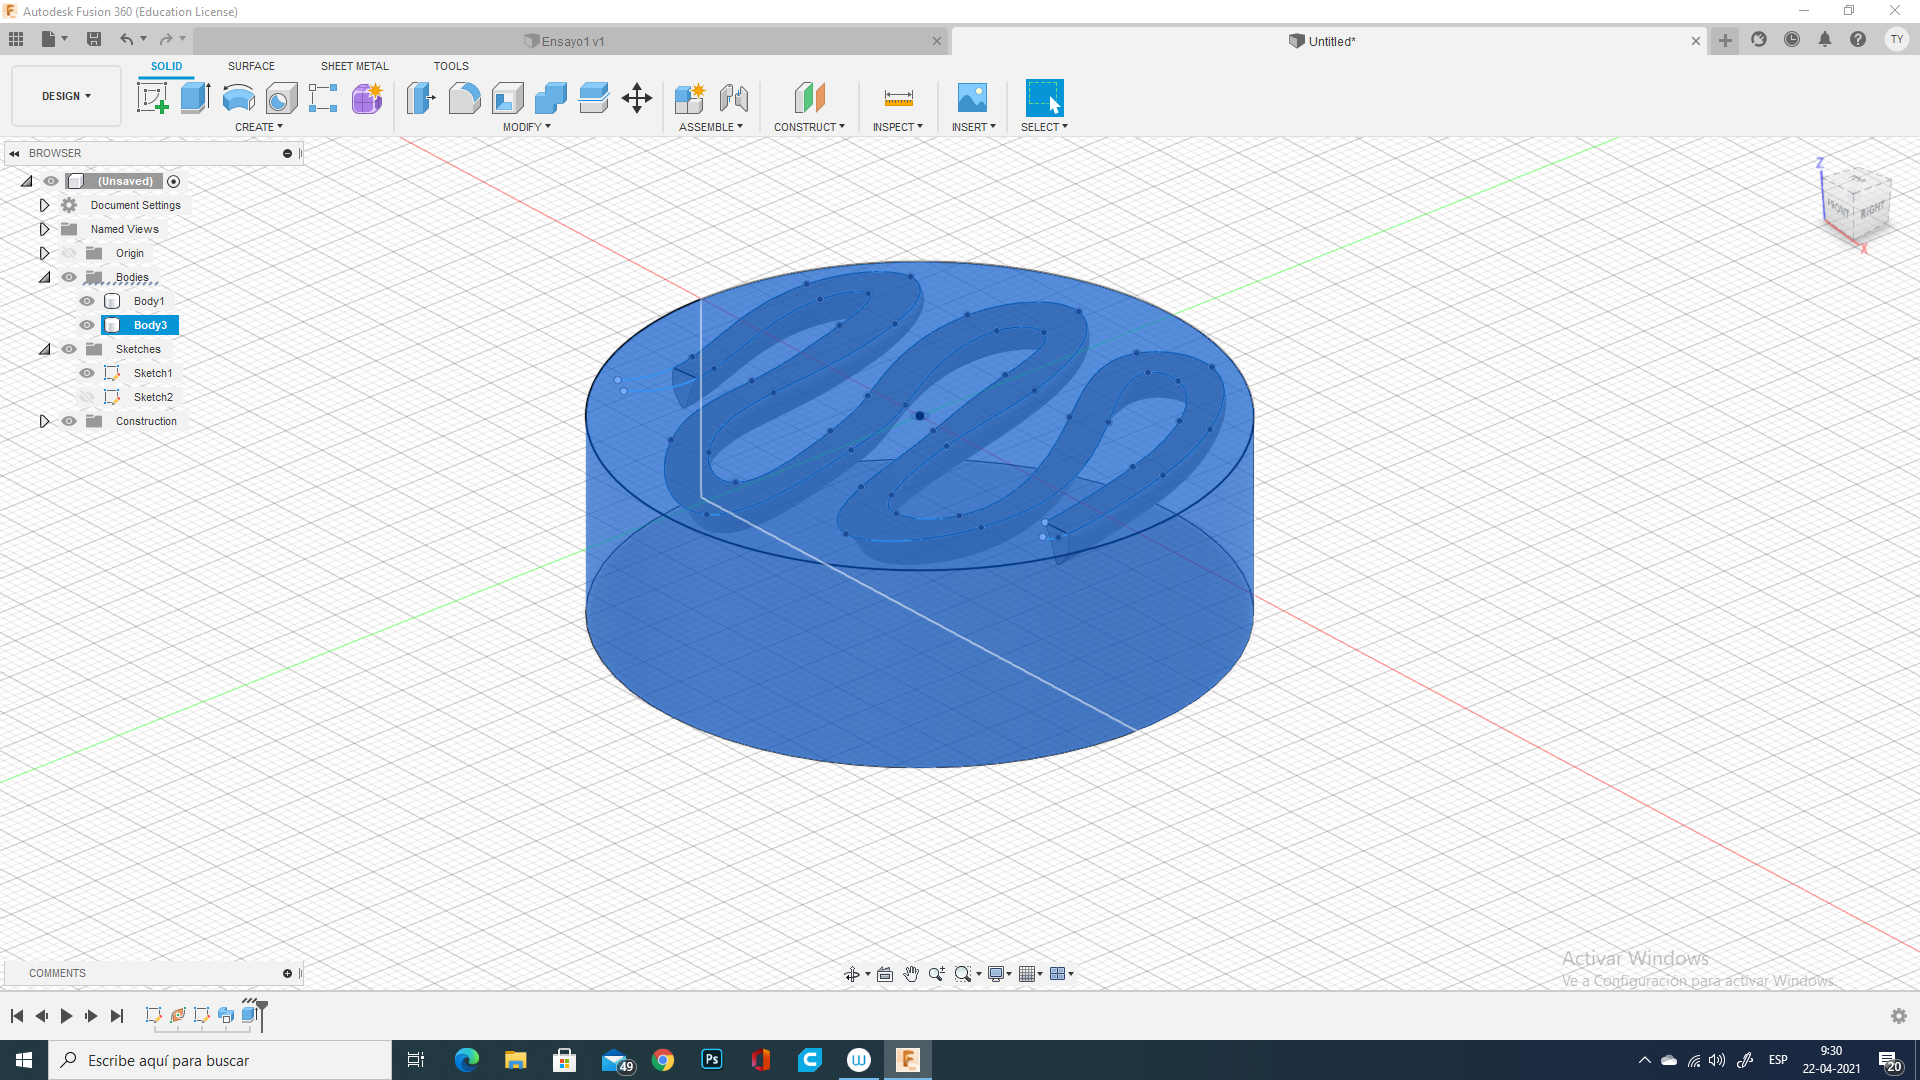 Autodesk Fusion 360 (Education License)
Ensayo1 v1
Untitled*
TY
DESIGN
SOLID
SURFACE
SHEET METAL
TOOLS
CREATE
MODIFY
ASSEMBLE
CONSTRUCT
INSPECT
INSERT
SELECT
BROWSER
(Unsaved)
Document Settings
Named Views
Origin
Bodies
Body1
Body3
Sketches
Sketch1
Sketch2
Construction
Z
FRONT
RIGHT
X
Activar Windows
Ve a Configuración para activar Windows.
COMMENTS
Escribe aquí para buscar
49
Ps
W
F
ESP
9:30
22-04-2021
20